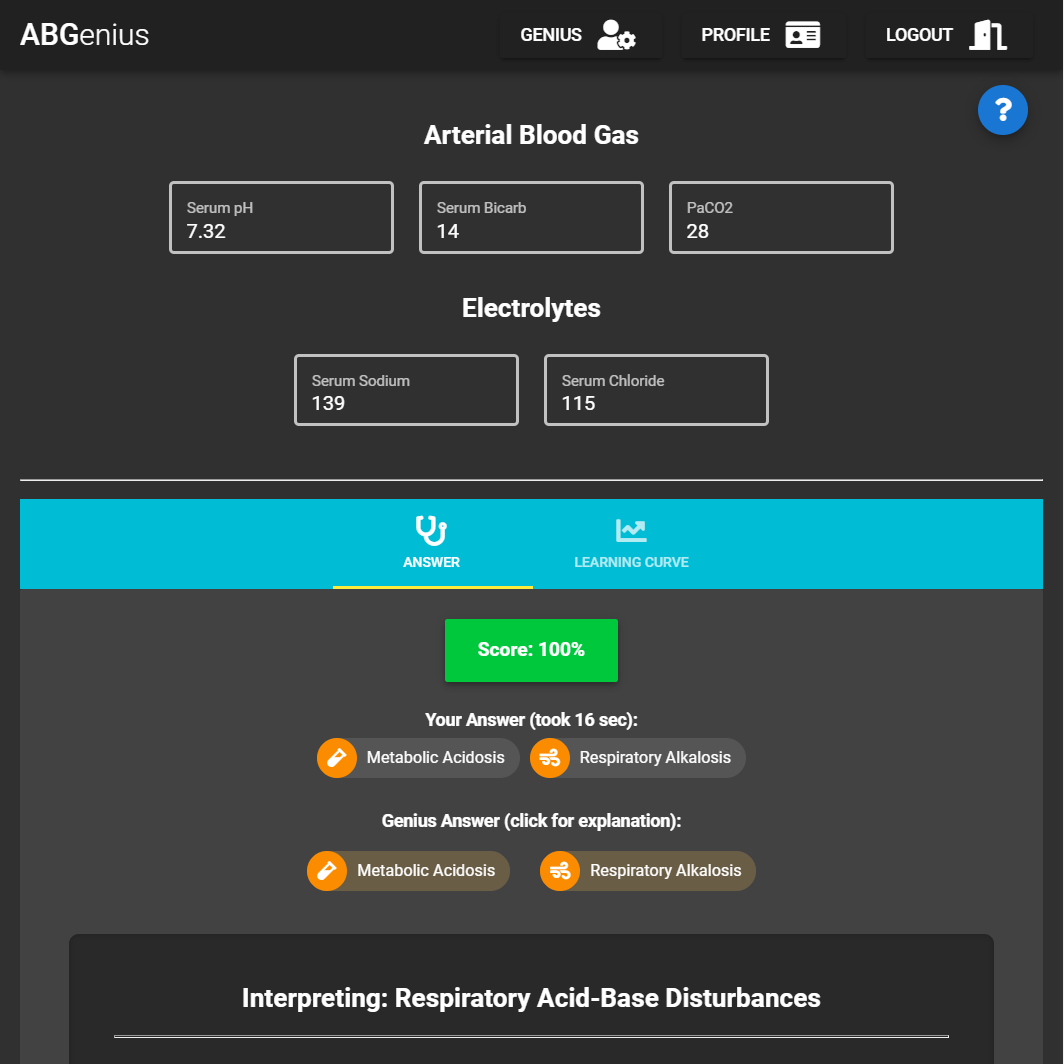 ABGenius
GENIUS
PROFILE
LOGOUT
?
Arterial Blood Gas
Serum pH
7.32
Serum Bicarb
14
PaCO2
28
Electrolytes
Serum Sodium
139
Serum Chloride
115
ANSWER
LEARNING CURVE
Score: 100%
Your Answer (took 16 sec):
Metabolic Acidosis
Respiratory Alkalosis
Genius Answer (click for explanation):
Metabolic Acidosis
Respiratory Alkalosis
Interpreting: Respiratory Acid-Base Disturbances